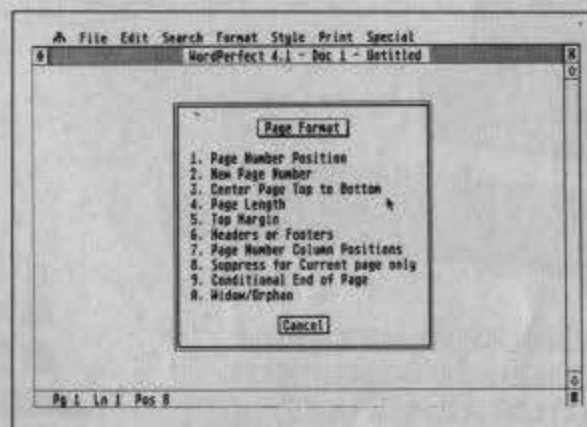 File Edit Search Format Style Print Special
WordPerfect 4.1 - Doc 1 - Untitled
Page Format
1. Page Number Position
2. New Page Number
3. Center Page Top to Bottom
4. Page Length
5. Top Margin
6. Headers or Footers
7. Page Number Column Positions
8. Suppress for Current page only
9. Conditional End of Page
A. Widow/Orphan
Cancel
Pg 1 Ln 1 Pos 8